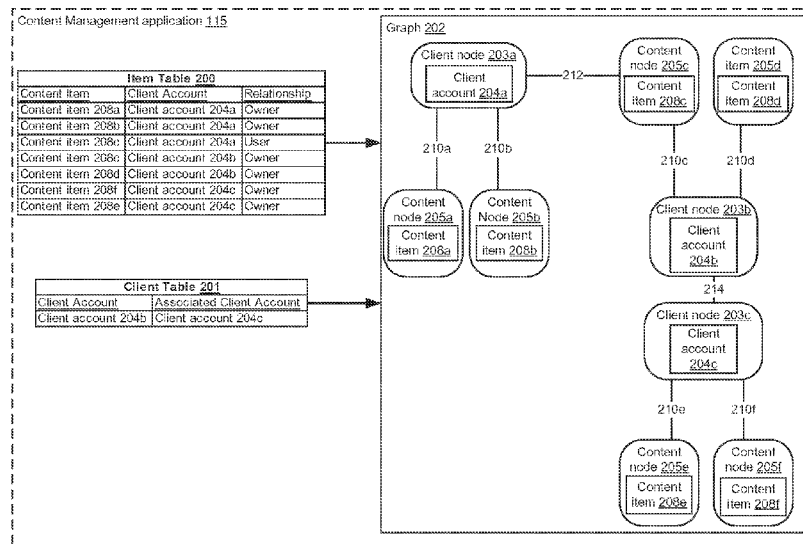 Content Management application 115
Item Table 200
Content Item Client Account Relationship
Content item 208a Client account 204a Owner
Content item 208b Client account 204a Owner
Content item 208c Client account 204a User
Content item 208c Client account 204b Owner
Content item 208d Client account 204b Owner
Content item 208f Client account 204c Owner
Content item 208e Client account 204c Owner
Client Table 201
Client Account Associated Client Account
Client account 204b Client account 204c
Graph 202
Client node 203a
Client
account 204a
212
Content
node 205c
Content
item 208c
Content
item 205d
Content
item 208d
210a
210b
210c
210d
Content
node 205a
Content
item 208a
Content
Node 205b
Content
item 208b
Client node 203b
Client
account
204b
214
Client node 203c
Client
account
204c
210e
210f
Content
node 205e
Content
item 208e
Content
node 205f
Content
item 208f